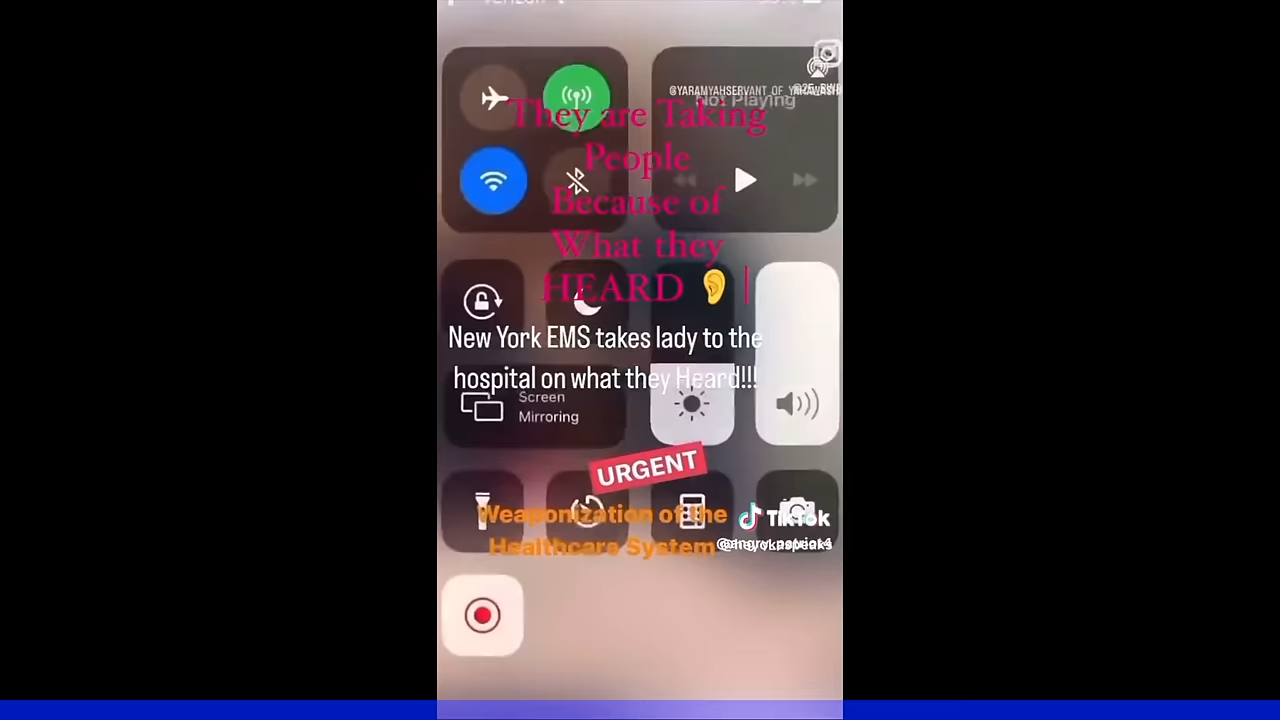 @YARAMYAHSERVANT_OF_YAHAWASHI
Not Playing
They are Taking
People
Because of
What they
HEARD 👂
New York EMS takes lady to the
hospital on what they Heard!!!
Screen
Mirroring
URGENT
Weaponization of the
Healthcare System
TikTok